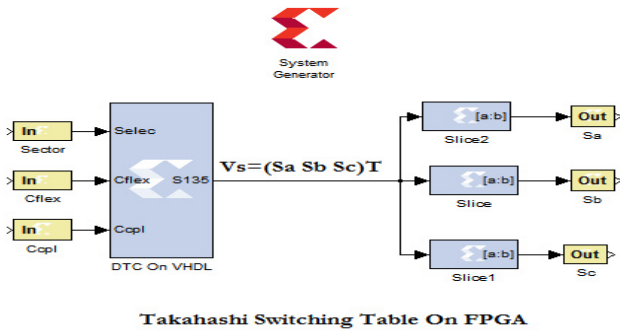 System
Generator
In
Sector
In
Cflex
In
Ccpl
Selec
Cflex
S135
Ccpl
DTC On VHDL
Vs=(Sa Sb Sc)T
[a:b]
Slice2
[a:b]
Slice
[a:b]
Slice1
Out
Sa
Out
Sb
Out
Sc
Takahashi Switching Table On FPGA